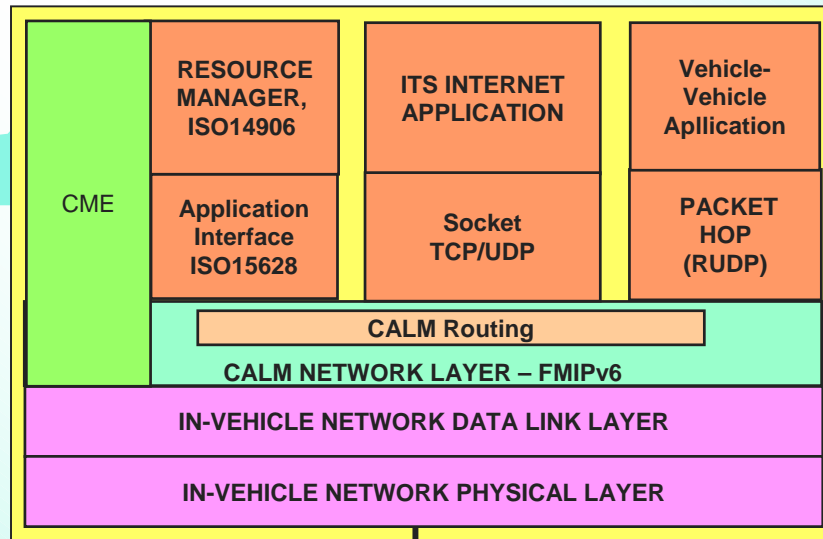 CME
RESOURCE
MANAGER,
ISO14906
ITS INTERNET
APPLICATION
Vehicle-
Vehicle
Apllication
Application
Interface
ISO15628
Socket
TCP/UDP
PACKET
HOP
(RUDP)
CALM Routing
CALM NETWORK LAYER – FMIPv6
IN-VEHICLE NETWORK DATA LINK LAYER
IN-VEHICLE NETWORK PHYSICAL LAYER